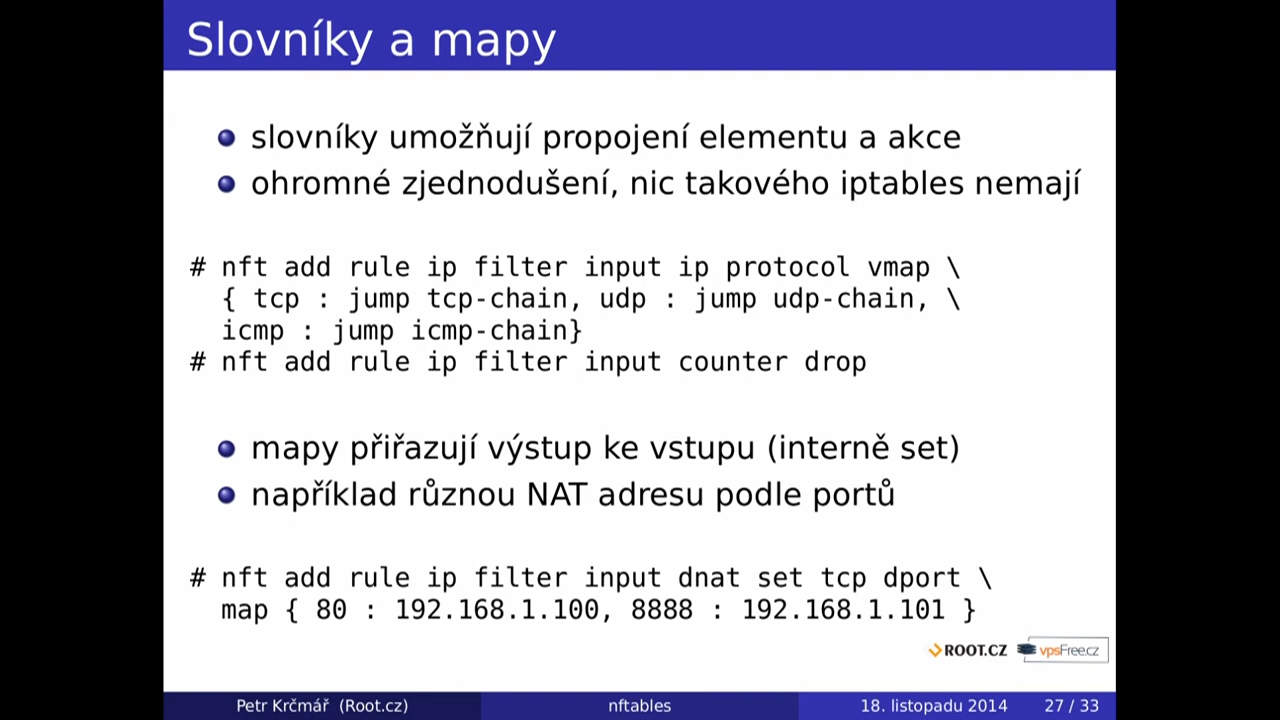 Slovníky a mapy
slovníky umožňují propojení elementu a akce
ohromné zjednodušení, nic takového iptables nemají
# nft add rule ip filter input ip protocol vmap \
{ tcp : jump tcp-chain, udp : jump udp-chain, \
icmp : jump icmp-chain}
# nft add rule ip filter input counter drop
mapy přiřazují výstup ke vstupu (interně set)
například různou NAT adresu podle portů
# nft add rule ip filter input dnat set tcp dport \
map { 80 : 192.168.1.100, 8888 : 192.168.1.101 }
ROOT.CZ vpsFree.cz
Petr Krčmář (Root.cz) nftables 18. listopadu 2014 27 / 33